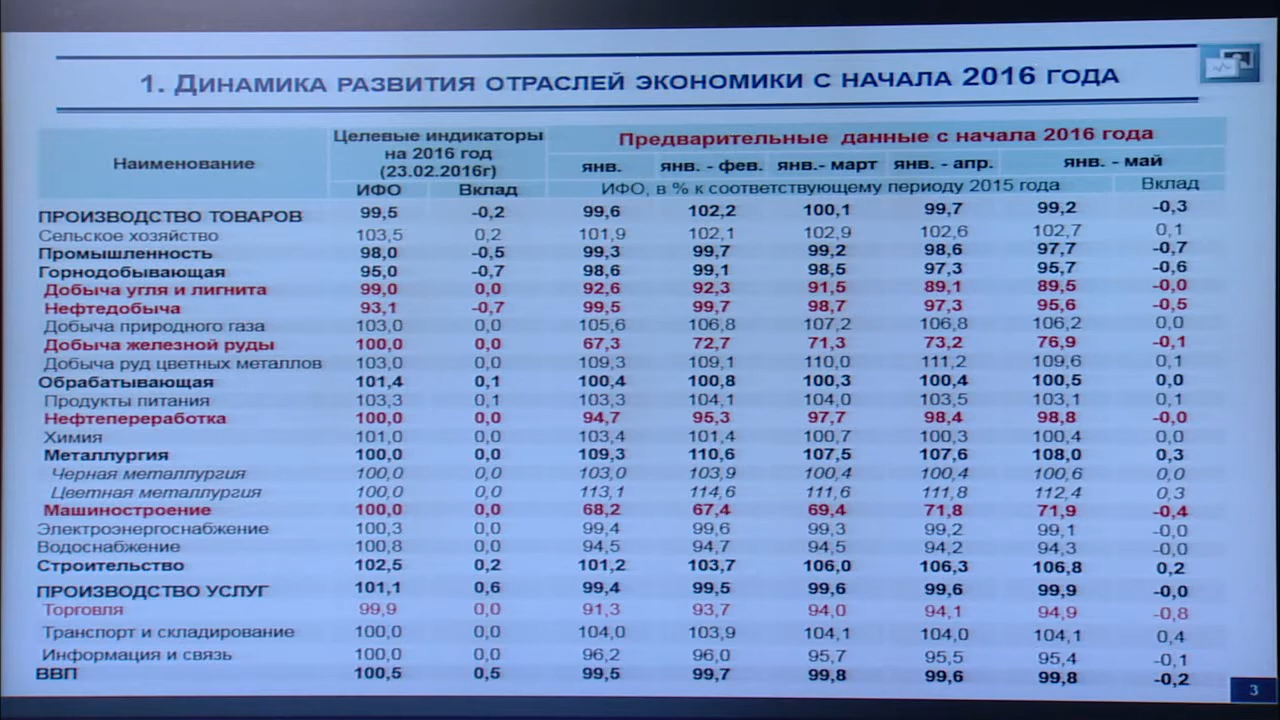 1. ДИНАМИКА РАЗВИТИЯ ОТРАСЛЕЙ ЭКОНОМИКИ С НАЧАЛА 2016 ГОДА
Наименование Целевые индикаторы на 2016 год (23.02.2016г) Предварительные данные с начала 2016 года
янв. янв. - фев. янв.- март янв. - апр. янв. - май
ИФО Вклад ИФО, в % к соответствующему периоду 2015 года Вклад
ПРОИЗВОДСТВО ТОВАРОВ 99,5 -0,2 99,6 102,2 100,1 99,7 99,2 -0,3
Сельское хозяйство 103,5 0,2 101,9 102,1 102,9 102,6 102,7 0,1
Промышленность 98,0 -0,5 99,3 99,7 99,2 98,6 97,7 -0,7
Горнодобывающая 95,0 -0,7 98,6 99,1 98,5 97,3 95,7 -0,6
Добыча угля и лигнита 99,0 0,0 92,6 92,3 91,5 89,1 89,5 -0,0
Нефтедобыча 93,1 -0,7 99,5 99,7 98,7 97,3 95,6 -0,5
Добыча природного газа 103,0 0,0 105,6 106,8 107,2 106,8 106,2 0,0
Добыча железной руды 100,0 0,0 67,3 72,7 71,3 73,2 76,9 -0,1
Добыча руд цветных металлов 103,0 0,0 109,3 109,1 110,0 111,2 109,6 0,1
Обрабатывающая 101,4 0,1 100,4 100,8 100,3 100,4 100,5 0,0
Продукты питания 103,3 0,1 103,3 104,1 104,0 103,5 103,1 0,1
Нефтепереработка 100,0 0,0 94,7 95,3 97,7 98,4 98,8 -0,0
Химия 101,0 0,0 103,4 101,4 100,7 100,3 100,4 0,0
Металлургия 100,0 0,0 109,3 110,6 107,5 107,6 108,0 0,3
Черная металлургия 100,0 0,0 103,0 103,9 100,4 100,4 100,6 0,0
Цветная металлургия 100,0 0,0 113,1 114,6 111,6 111,8 112,4 0,3
Машиностроение 100,0 0,0 68,2 67,4 69,4 71,8 71,9 -0,4
Электроэнергоснабжение 100,3 0,0 99,4 99,6 99,3 99,2 99,1 -0,0
Водоснабжение 100,8 0,0 94,5 94,7 94,5 94,2 94,3 -0,0
Строительство 102,5 0,2 101,2 103,7 106,0 106,3 106,8 0,2
ПРОИЗВОДСТВО УСЛУГ 101,1 0,6 99,4 99,5 99,6 99,6 99,9 -0,0
Торговля 99,9 0,0 91,3 93,7 94,0 94,1 94,9 -0,8
Транспорт и складирование 100,0 0,0 104,0 103,9 104,1 104,0 104,1 0,4
Информация и связь 100,0 0,0 96,2 96,0 95,7 95,5 95,4 -0,1
ВВП 100,5 0,5 99,5 99,7 99,8 99,6 99,8 -0,2
3